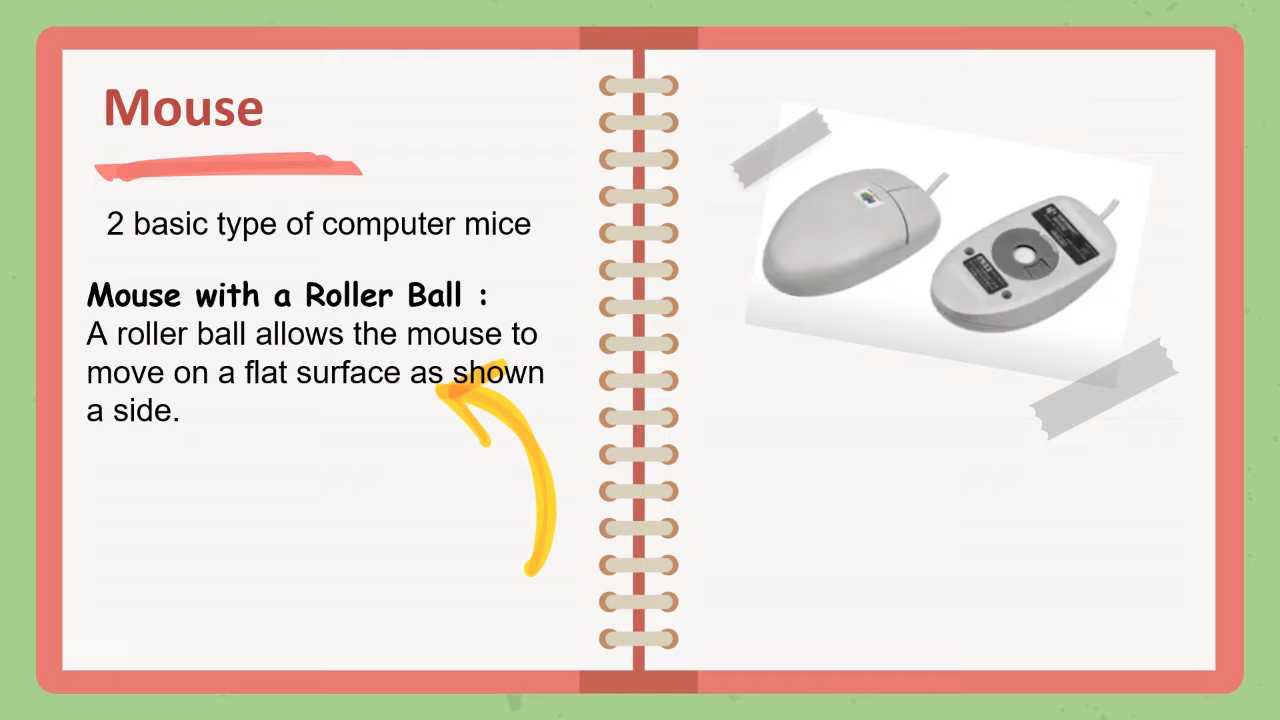 Mouse
2 basic type of computer mice
Mouse with a Roller Ball :
A roller ball allows the mouse to
move on a flat surface as shown
a side.